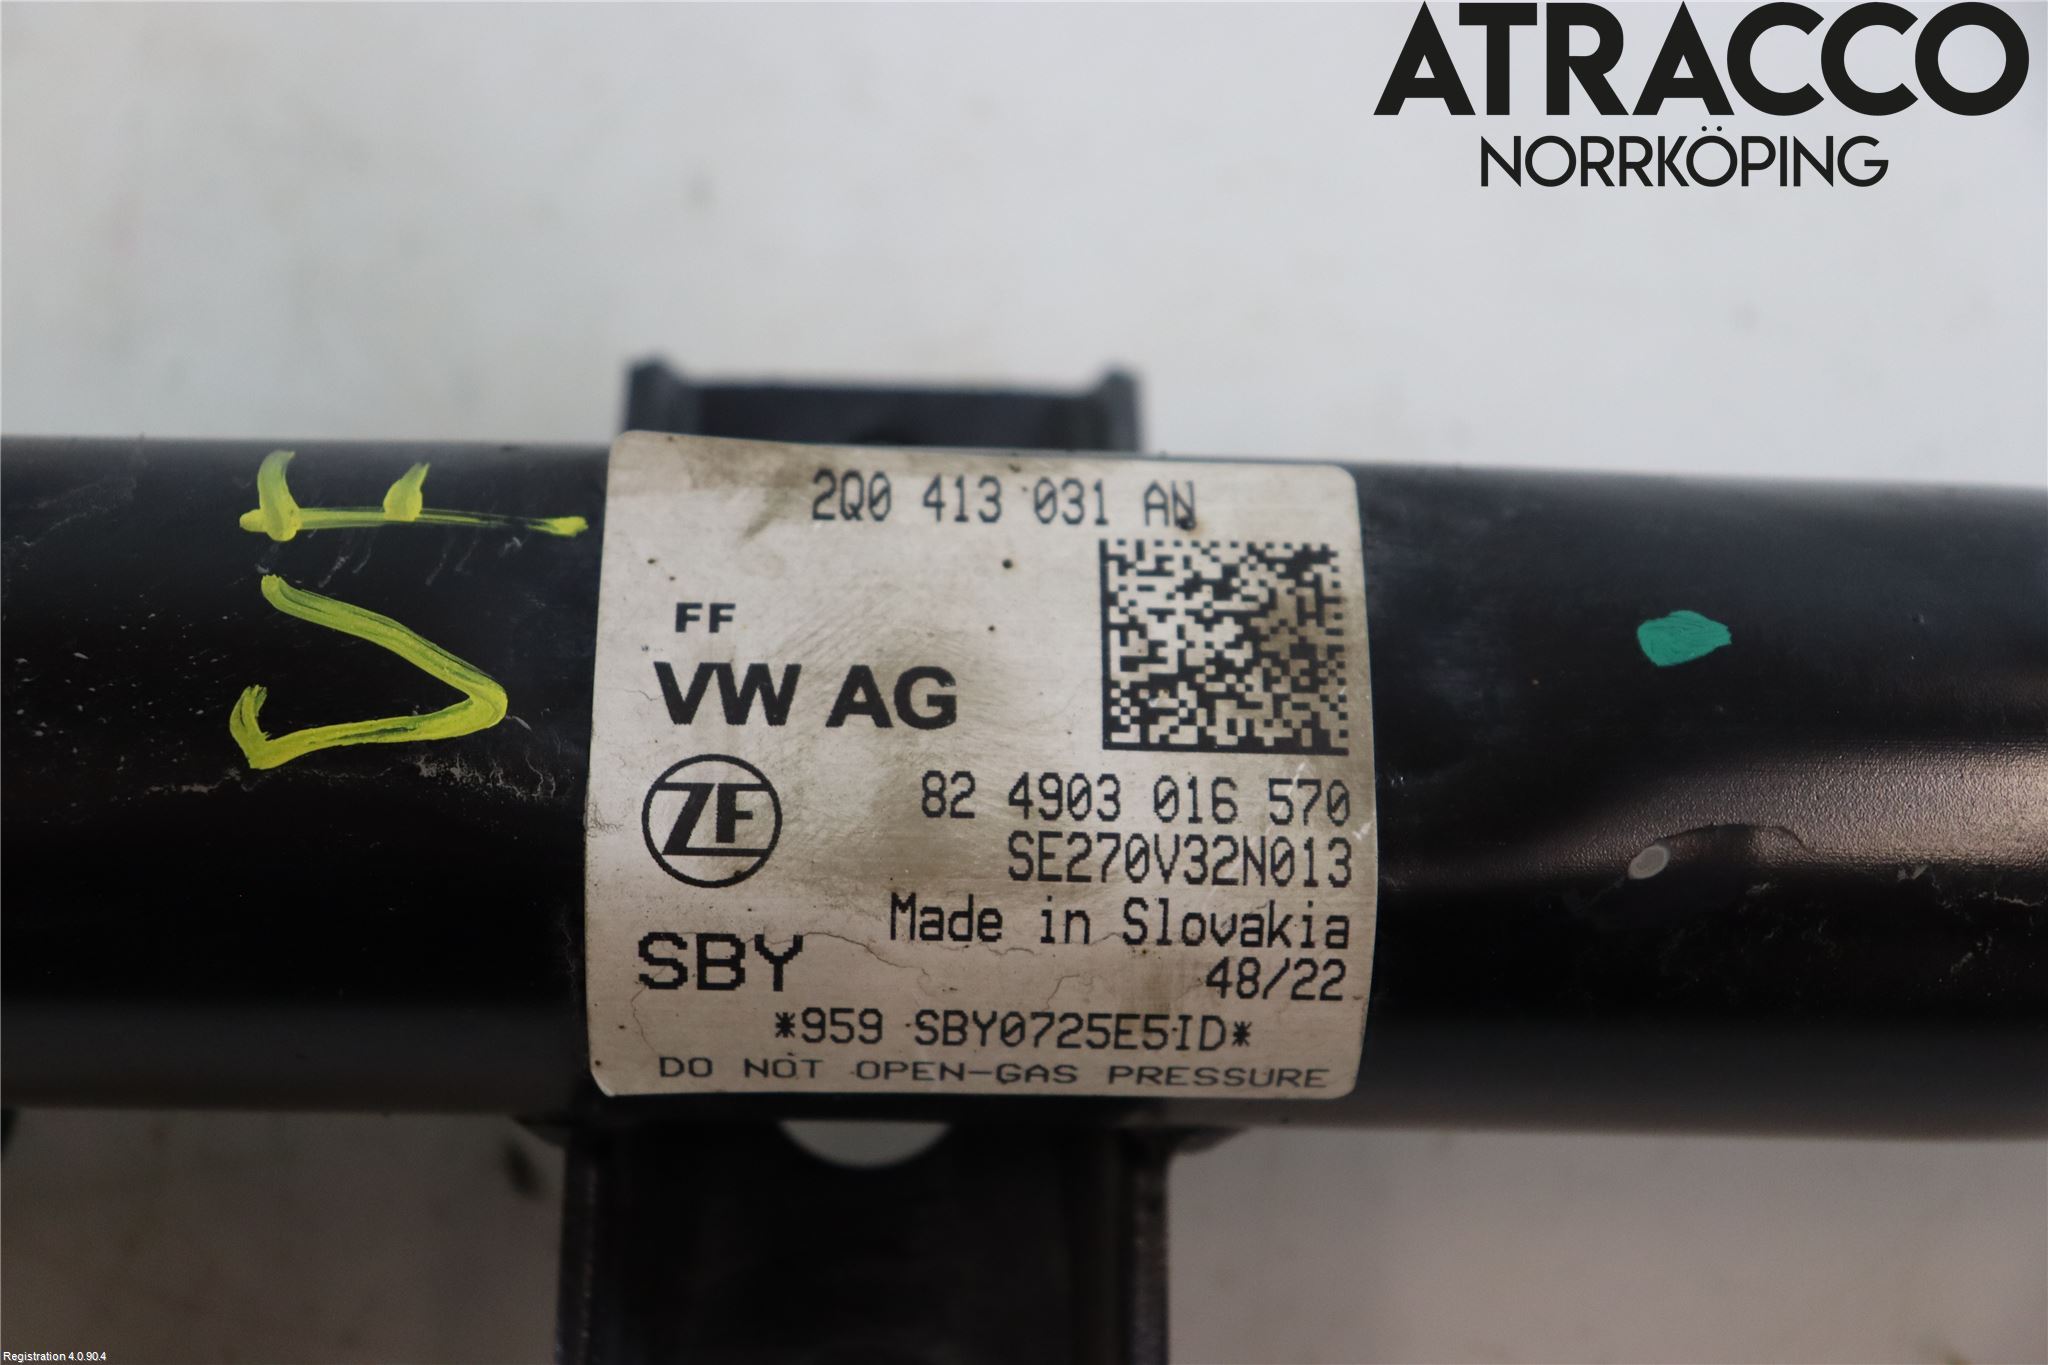 ATRACCO
NORRKÖPING
VF
2Q0 413 031 AN
FF
VW AG
ZF
82 4903 016 570
SE270V32N013
Made in Slovakia
SBY
48/22
*959 SBY0725E5ID*
DO NOT OPEN-GAS PRESSURE
Registration 4.0.90.4